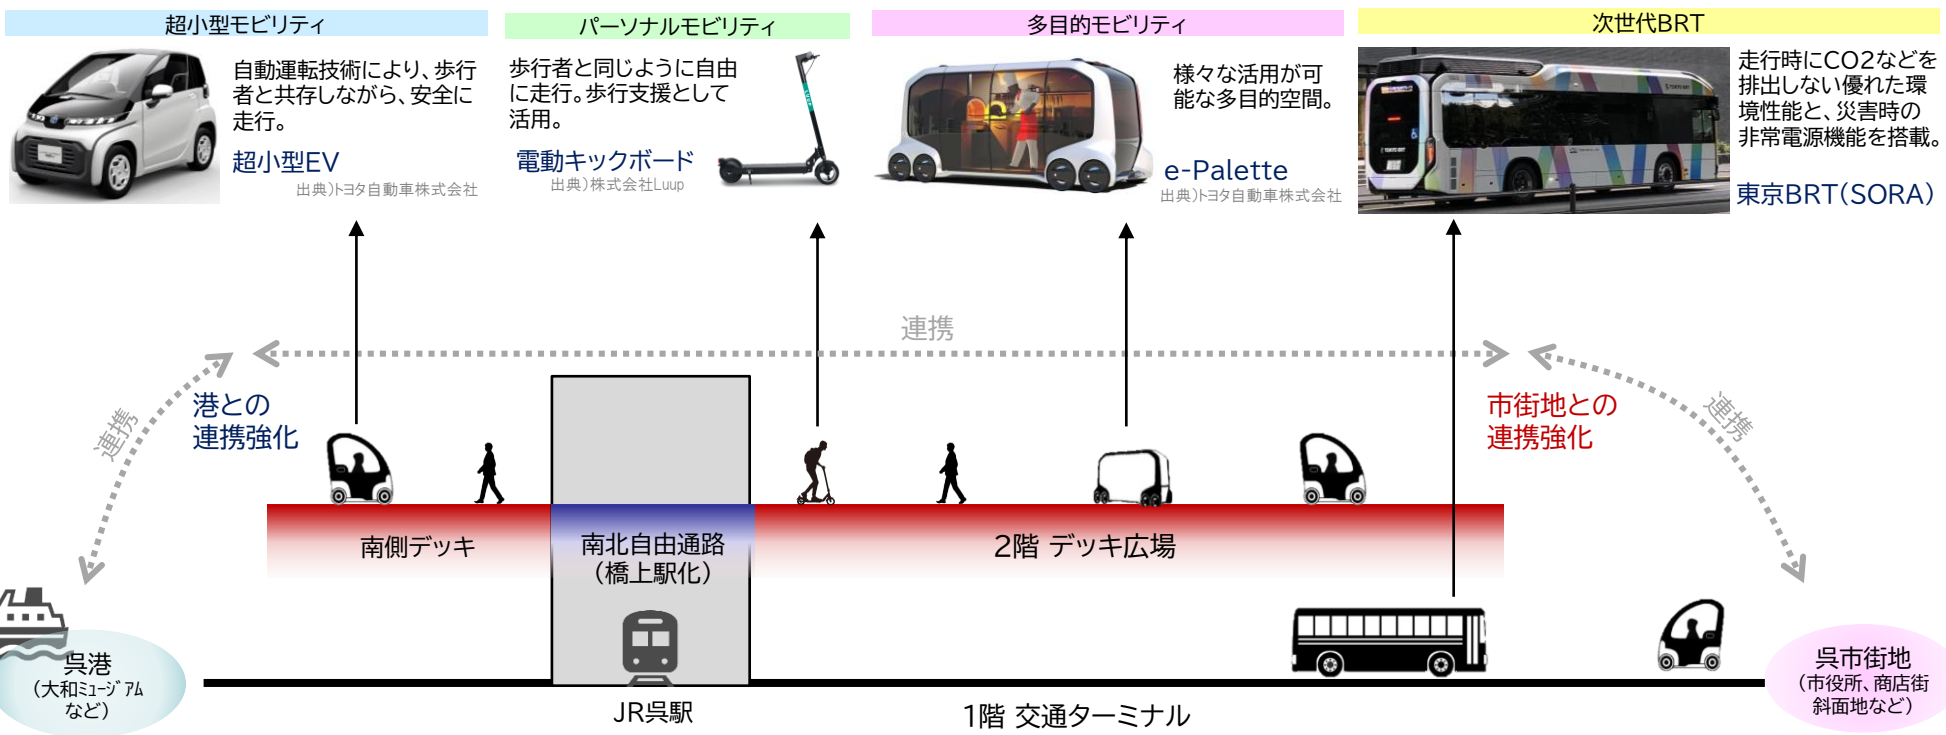 超小型モビリティ
自動運転技術により、歩行
者と共存しながら、安全に
走行。
超小型EV
出典)トヨタ自動車株式会社
パーソナルモビリティ
歩行者と同じように自由
に走行。歩行支援として
活用。
電動キックボード
出典)株式会社Luup
多目的モビリティ
様々な活用が可
能な多目的空間。
e-Palette
出典)トヨタ自動車株式会社
次世代BRT
走行時にCO2などを
排出しない優れた環
境性能と、災害時の
非常電源機能を搭載。
東京BRT(SORA)
TOKYO BRT
TOKYO BRT
連携
連携
港との
連携強化
市街地との
連携強化
連携
南側デッキ
南北自由通路
(橋上駅化)
2階 デッキ広場
呉港
(大和ミュージアム
など)
JR呉駅
1階 交通ターミナル
呉市街地
(市役所、商店街
斜面地など)